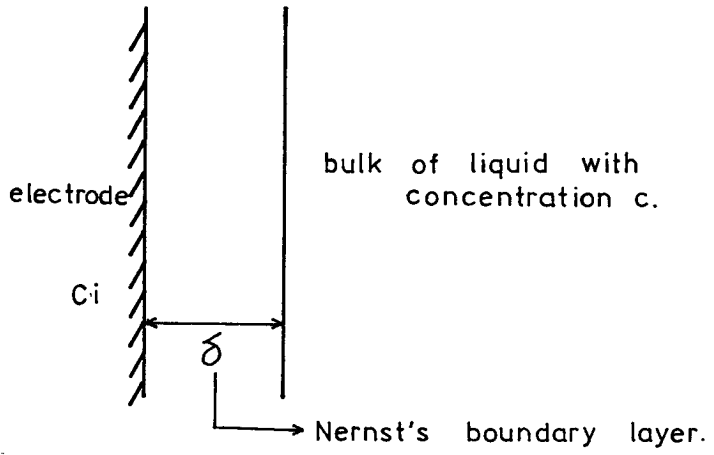 bulk of liquid with
concentration c.
electrode
Ci
δ
Nernst's boundary layer.